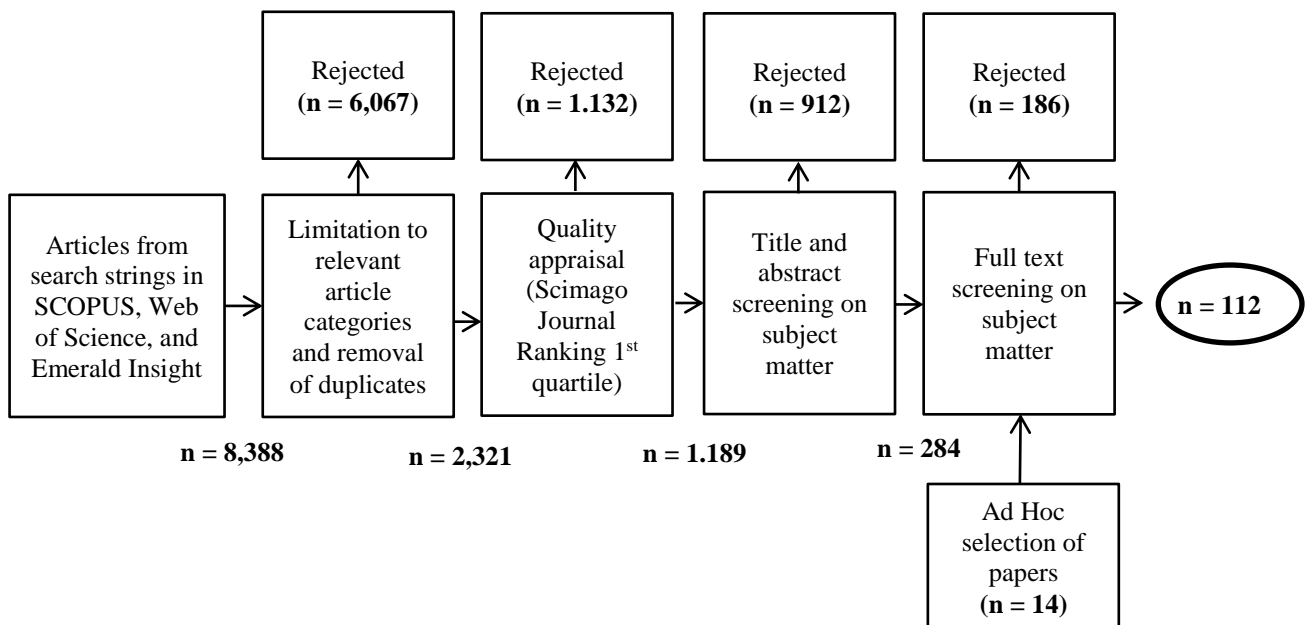 Rejected
(n = 6,067)
Rejected
(n = 1.132)
Rejected
(n = 912)
Rejected
(n = 186)
Articles from
search strings in
SCOPUS, Web
of Science, and
Emerald Insight
Limitation to
relevant
article
categories
and removal
of duplicates
Quality
appraisal
(Scimago
Journal
Ranking 1st
quartile)
Title and
abstract
screening on
subject
matter
Full text
screening on
subject
matter
n = 112
n = 8,388
n = 2,321
n = 1.189
n = 284
Ad Hoc
selection of
papers
(n = 14)